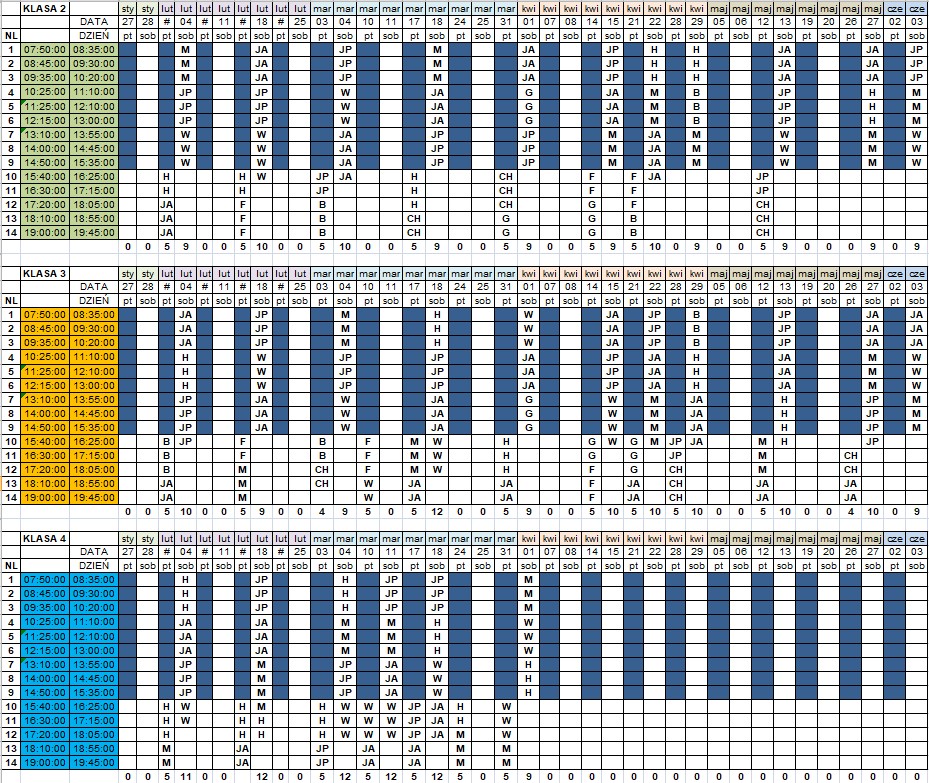 KLASA 2 sty sty lut lut lut lut lut lut lut lut mar mar mar mar mar mar mar mar mar kwi kwi kwi kwi kwi kwi kwi kwi kwi maj maj maj maj maj maj maj maj cze cze
DATA 27 28 # 04 # 11 # 18 # 25 03 04 10 11 17 18 24 25 31 01 07 08 14 15 21 22 28 29 05 06 12 13 19 20 26 27 02 03
NL DZIEŃ pt sob pt sob pt sob pt sob pt sob pt sob pt sob pt sob pt sob pt sob pt sob pt sob pt sob pt sob pt sob pt sob pt sob pt sob pt sob
1 07:50:00 08:35:00 M JA JP M JA JP H H JA JA JP
2 08:45:00 09:30:00 M JA JP M JA JP H H JA JA JP
3 09:35:00 10:20:00 M JA JP M JA JP H H JA JA JP
4 10:25:00 11:10:00 JP JP W JA G JA JA B JP H M
5 11:25:00 12:10:00 JP JP W JA G JA M B JP H M
6 12:15:00 13:00:00 JP JP W JA G JA M B JP H M
7 13:10:00 13:55:00 W W JA JP JP M JA M W M W
8 14:00:00 14:45:00 W W JA JP JP M JA M W M W
9 14:50:00 15:35:00 W W JA JP JP M JA M W M W
10 15:40:00 16:25:00 H H W JP JA H CH F F JA JP
11 16:30:00 17:15:00 H H JP H CH F F JP
12 17:20:00 18:05:00 JA F B H CH G F CH
13 18:10:00 18:55:00 JA F B CH G G B CH
14 19:00:00 19:45:00 JA F B CH G G B CH
0 0 5 9 0 0 5 10 0 0 5 10 0 0 5 9 0 0 5 9 0 0 5 9 5 10 0 9 0 0 5 9 0 0 0 9 0 9
KLASA 3 sty sty lut lut lut lut lut lut lut lut mar mar mar mar mar mar mar mar mar kwi kwi kwi kwi kwi kwi kwi kwi kwi maj maj maj maj maj maj maj maj cze cze
DATA 27 28 # 04 # 11 # 18 # 25 03 04 10 11 17 18 24 25 31 01 07 08 14 15 21 22 28 29 05 06 12 13 19 20 26 27 02 03
NL DZIEŃ pt sob pt sob pt sob pt sob pt sob pt sob pt sob pt sob pt sob pt sob pt sob pt sob pt sob pt sob pt sob pt sob pt sob pt sob pt sob
1 07:50:00 08:35:00 JA JP M H W JA JP B JP JA JA
2 08:45:00 09:30:00 JA JP M H W JA JP B JP JA JA
3 09:35:00 10:20:00 JA JP M H W JA JP B JP JA JA
4 10:25:00 11:10:00 H W JP JP JA JP JA H JA M W
5 11:25:00 12:10:00 H W JP JP JA JP JA H JA M W
6 12:15:00 13:00:00 H W JP JP JA JP JA H JA M W
7 13:10:00 13:55:00 JP JA W JA G W M JA H JP M
8 14:00:00 14:45:00 JP JA W JA G W M JA H JP M
9 14:50:00 15:35:00 JP JA W JA G W M JA H JP M
10 15:40:00 16:25:00 B JP F B F M W H G W G M JP JA M H JP
11 16:30:00 17:15:00 B F B F M W H G G JP M CH
12 17:20:00 18:05:00 B M CH F M W H F G CH M CH
13 18:10:00 18:55:00 JA M CH W JA JA F JA CH JA JA
14 19:00:00 19:45:00 JA M W JA JA F JA CH JA JA
0 0 5 10 0 0 5 9 0 0 4 9 5 0 5 12 0 0 5 9 0 0 5 10 5 10 5 10 0 0 5 10 0 0 4 10 0 9
KLASA 4 sty sty lut lut lut lut lut lut lut lut mar mar mar mar mar mar mar mar mar kwi kwi kwi kwi kwi kwi kwi kwi kwi maj maj maj maj maj maj maj maj cze cze
DATA 27 28 # 04 # 11 # 18 # 25 03 04 10 11 17 18 24 25 31 01 07 08 14 15 21 22 28 29 05 06 12 13 19 20 26 27 02 03
NL DZIEŃ pt sob pt sob pt sob pt sob pt sob pt sob pt sob pt sob pt sob pt sob pt sob pt sob pt sob pt sob pt sob pt sob pt sob pt sob pt sob
1 07:50:00 08:35:00 H JP H JP JP M
2 08:45:00 09:30:00 H JP H JP JP M
3 09:35:00 10:20:00 H JP H JP JP M
4 10:25:00 11:10:00 JA JA M M H W
5 11:25:00 12:10:00 JA JA M M H W
6 12:15:00 13:00:00 JA JA M M H W
7 13:10:00 13:55:00 JP M JP JA W H
8 14:00:00 14:45:00 JP M JP JA W H
9 14:50:00 15:35:00 JP M JP JA W H
10 15:40:00 16:25:00 H W H M H W W W JP JA H W
11 16:30:00 17:15:00 H W H H H W W W JP JA H W
12 17:20:00 18:05:00 H H H H W W W JP JA M W
13 18:10:00 18:55:00 M JA JP JA JA M M
14 19:00:00 19:45:00 M JA JP JA JA M M
0 0 5 11 0 0 12 0 0 5 12 5 12 5 12 5 0 5 9 0 0 0 0 0 0 0 0 0 0 0 0 0 0 0 0 0 0